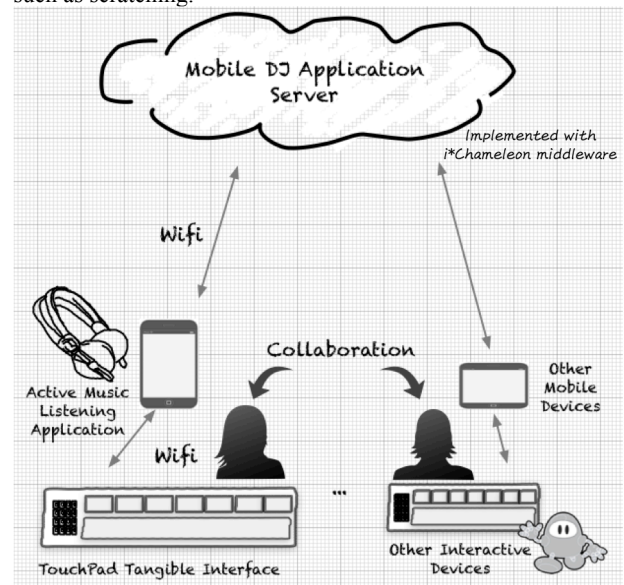 such as scratching.
Mobile DJ Application
Server
Implemented with
i*Chameleon middleware
Wifi
Collaboration
Active Music
Listening
Application
Other
Mobile
Devices
Wifi
...
TouchPad Tangible Interface
Other Interactive
Devices